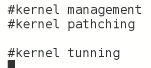 #kernel management
#kernel pathching
#kernel tunning